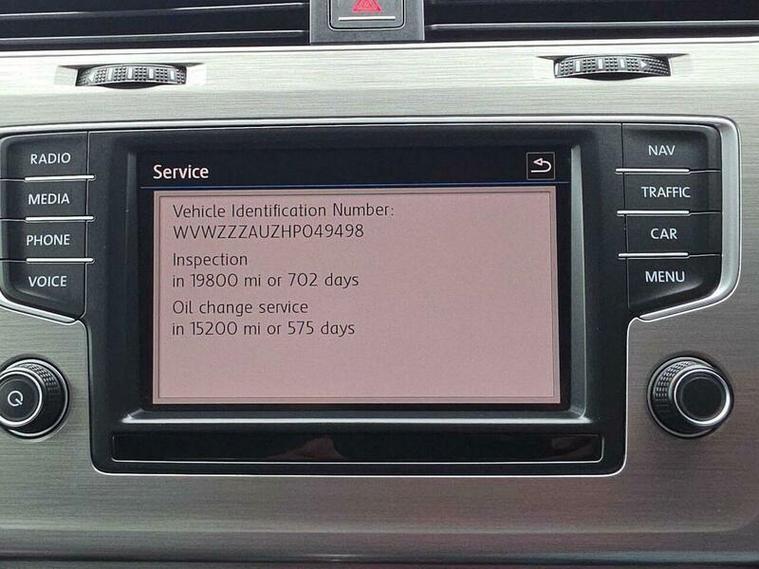 Service
Vehicle Identification Number:
WVWZZZAUZHP049498
Inspection
in 19800 mi or 702 days
Oil change service
in 15200 mi or 575 days
RADIO
MEDIA
PHONE
VOICE
NAV
TRAFFIC
CAR
MENU